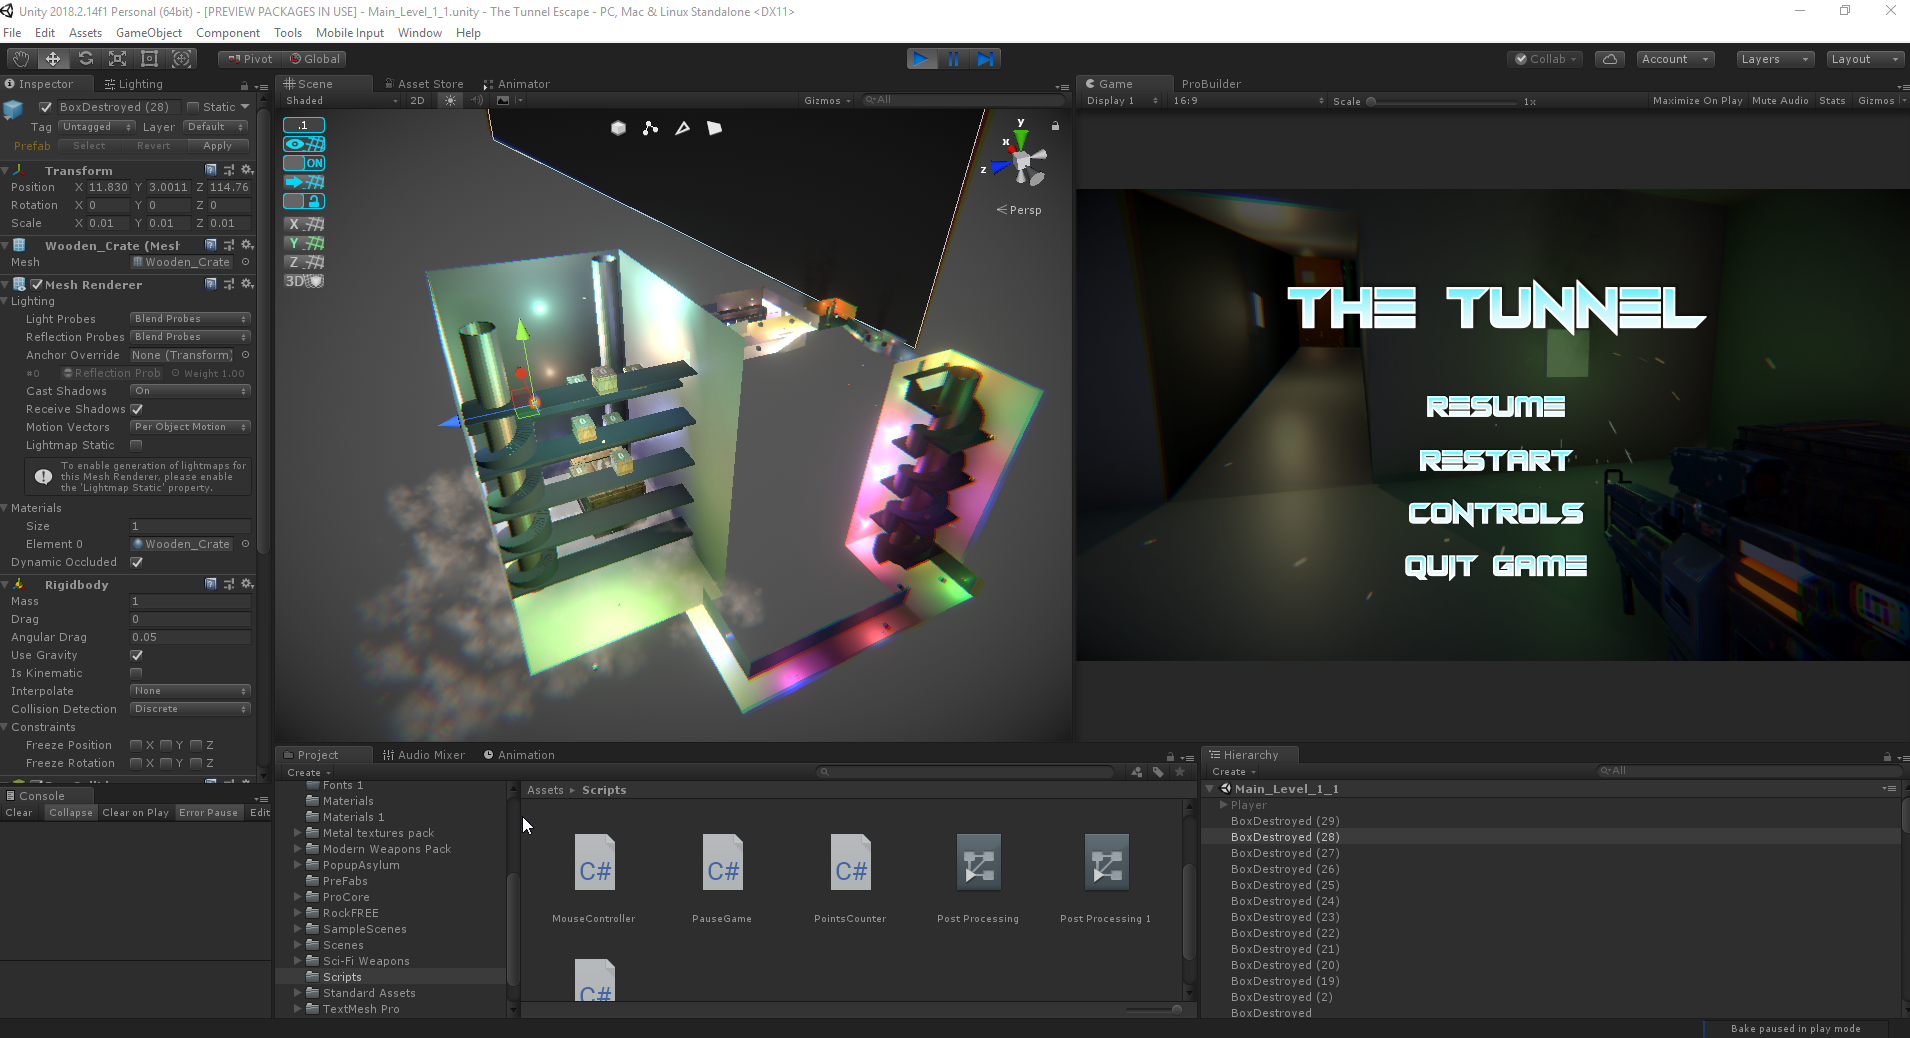 Unity 2018.2.14f1 Personal (64bit) - [PREVIEW PACKAGES IN USE] - Main_Level_1_1.unity - The Tunnel Escape - PC, Mac & Linux Standalone <DX11>
File Edit Assets GameObject Component Tools Mobile Input Window Help
Pivot Global Collab Account Layers Layout
Inspector Lighting
BoxDestroyed (28) Static
Tag Untagged Layer Default
Prefab Select Revert Apply
Transform
Position X 11.830 Y 3.0011 Z 114.76
Rotation X 0 Y 0 Z 0
Scale X 0.01 Y 0.01 Z 0.01
Wooden_Crate (Mesh
Mesh Wooden_Crate
Mesh Renderer
Lighting
Light Probes Blend Probes
Reflection Probes Blend Probes
Anchor Override None (Transform)
#0 Reflection Prob Weight 1.00
Cast Shadows On
Receive Shadows
Motion Vectors Per Object Motion
Lightmap Static
To enable generation of lightmaps for
this Mesh Renderer, please enable
the 'Lightmap Static' property.
Materials
Size 1
Element 0 Wooden_Crate
Dynamic Occluded
Rigidbody
Mass 1
Drag 0
Angular Drag 0.05
Use Gravity
Is Kinematic
Interpolate None
Collision Detection Discrete
Constraints
Freeze Position X Y Z
Freeze Rotation X Y Z
Console
Clear Collapse Clear on Play Error Pause Edit
Scene Asset Store Animator
Shaded 2D Gizmos All
.1
ON
X
Y
Z
3D
y
x
z
Persp
Game ProBuilder
Display 1 16:9 Scale 1x Maximize On Play Mute Audio Stats Gizmos
THE TUNNEL
RESUME
RESTART
CONTROLS
QUIT GAME
Project Audio Mixer Animation
Create
Fonts 1
Materials
Materials 1
Metal textures pack
Modern Weapons Pack
PopupAsylum
PreFabs
ProCore
RockFREE
SampleScenes
Scenes
Sci-Fi Weapons
Scripts
Standard Assets
TextMesh Pro
Assets Scripts
C# C# C#
MouseController PauseGame PointsCounter Post Processing Post Processing 1
C#
Hierarchy
Create All
Main_Level_1_1
Player
BoxDestroyed (29)
BoxDestroyed (28)
BoxDestroyed (27)
BoxDestroyed (26)
BoxDestroyed (25)
BoxDestroyed (24)
BoxDestroyed (23)
BoxDestroyed (22)
BoxDestroyed (21)
BoxDestroyed (20)
BoxDestroyed (19)
BoxDestroyed (2)
BoxDestroyed
Bake paused in play mode